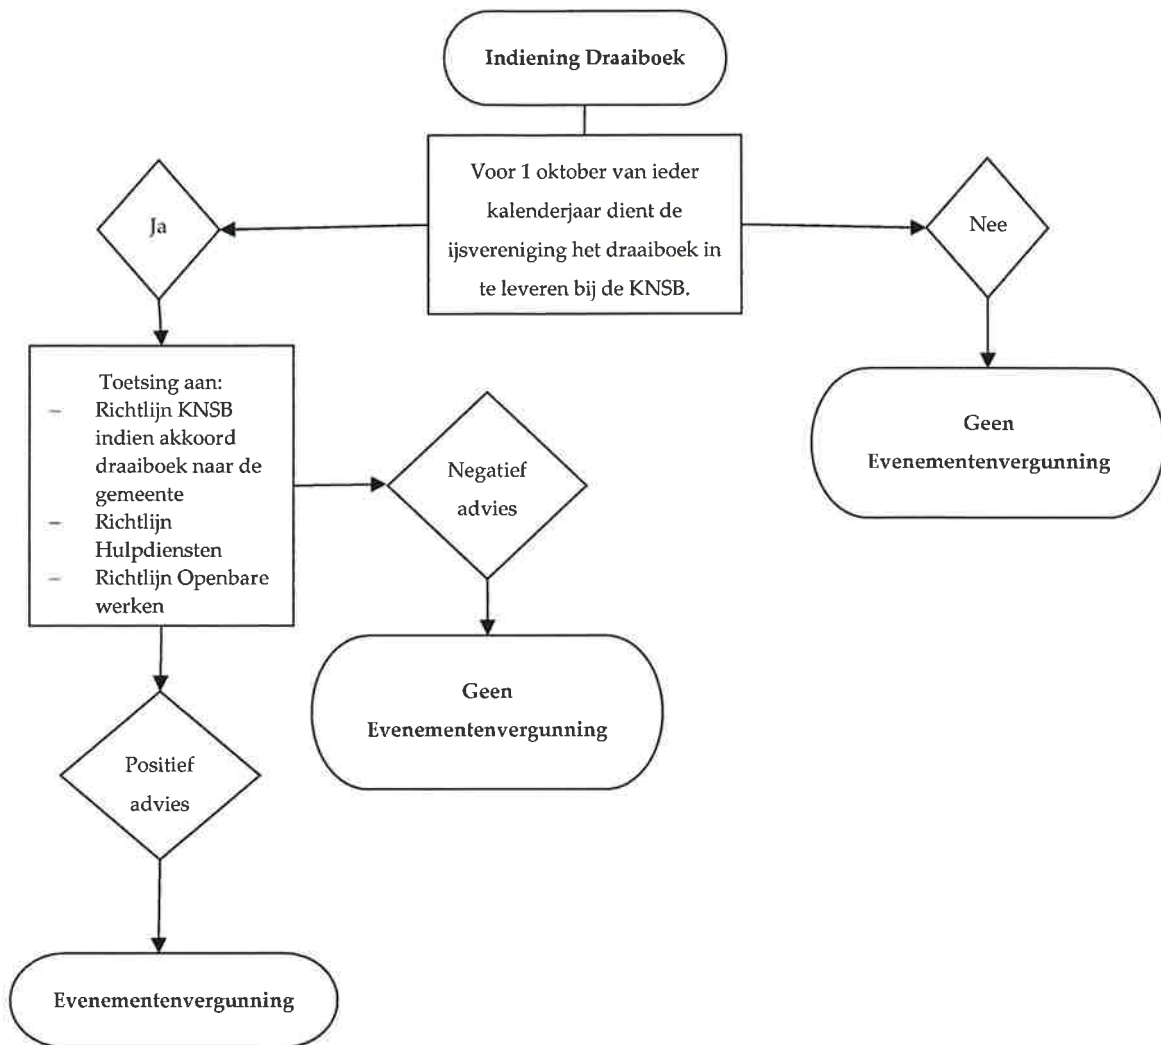 Indiening Draaiboek
Voor 1 oktober van ieder
kalenderjaar dient de
ijsvereniging het draaiboek in
te leveren bij de KNSB.
Ja
Nee
Toetsing aan:
– Richtlijn KNSB
indien akkoord
draaiboek naar de
gemeente
– Richtlijn
Hulpdiensten
– Richtlijn Openbare
werken
Negatief
advies
Geen
Evenementenvergunning
Geen
Evenementenvergunning
Positief
advies
Evenementenvergunning